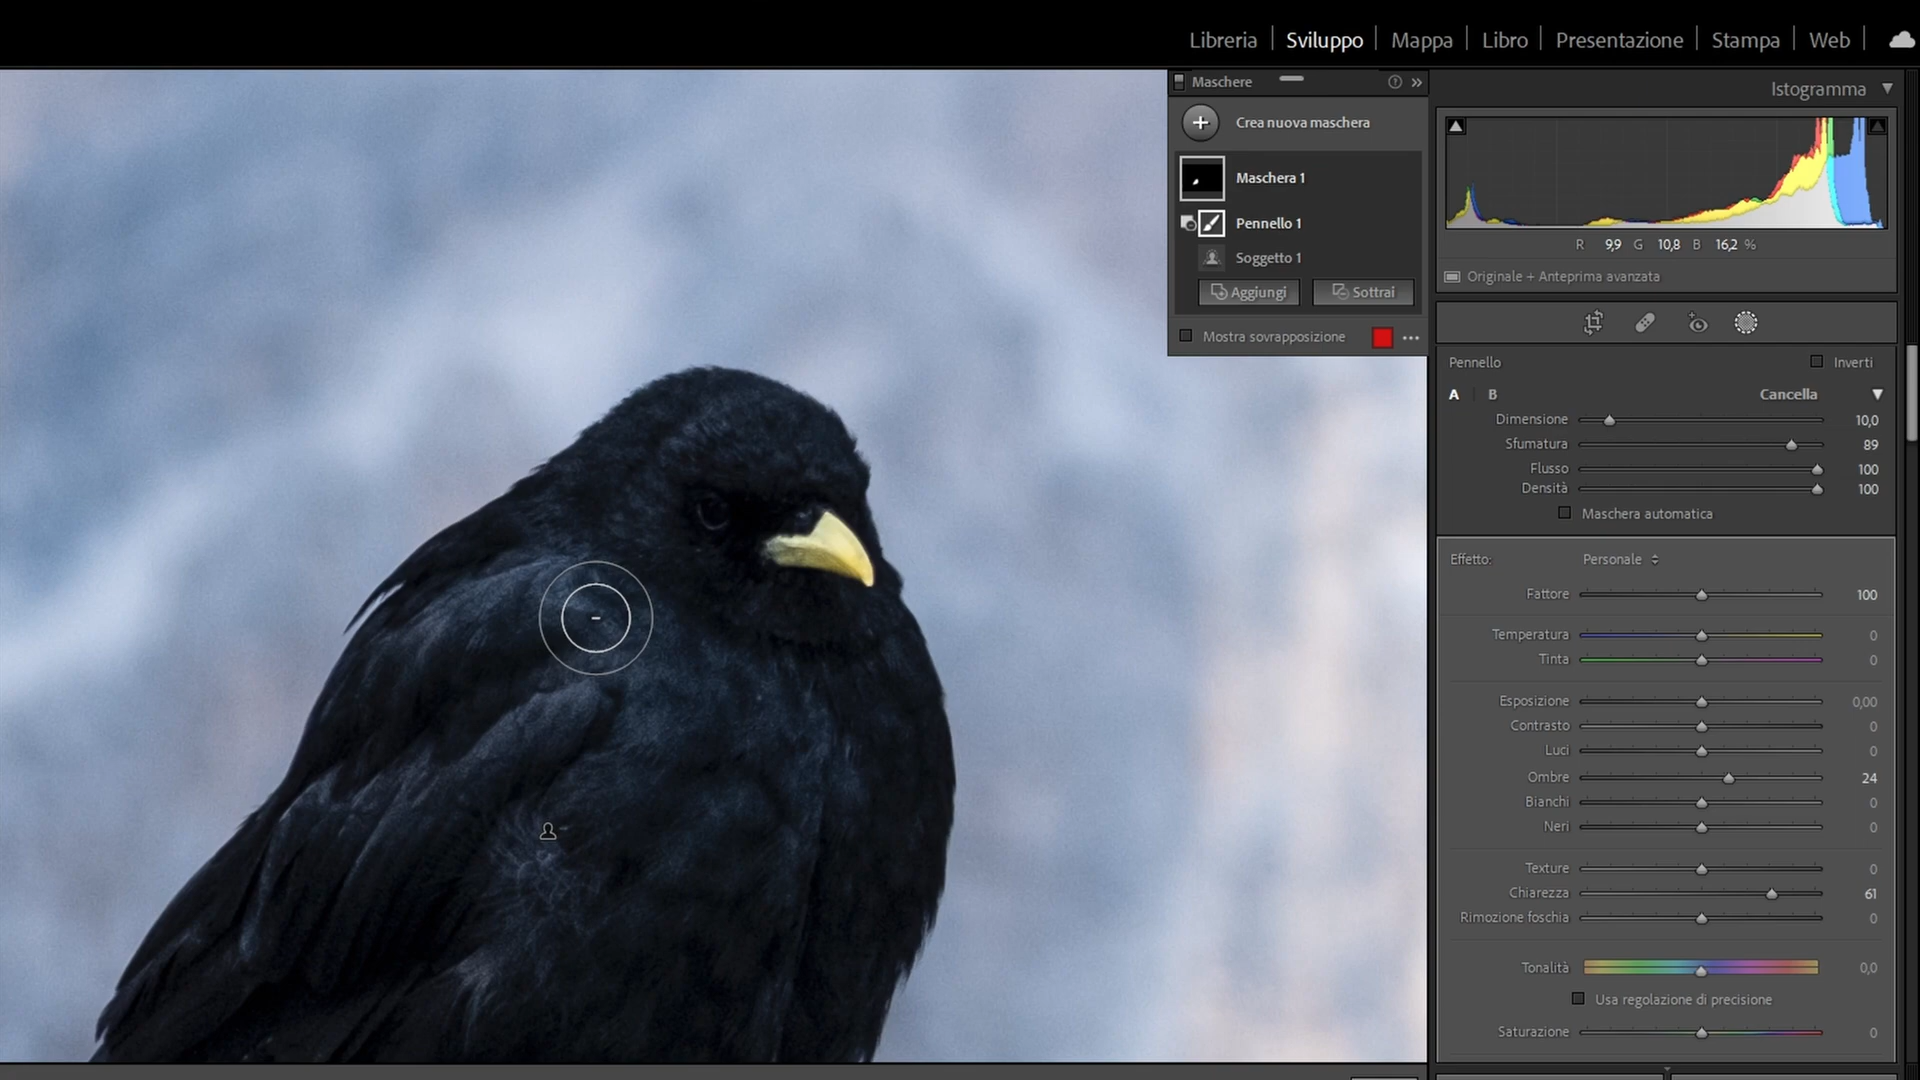 Libreria | Sviluppo | Mappa | Libro | Presentazione | Stampa | Web |
Maschere
Crea nuova maschera
Maschera 1
Pennello 1
Soggetto 1
Aggiungi Sottrai
Mostra sovrapposizione
Istogramma
R 9,9 G 10,8 B 16,2 %
Originale + Anteprima avanzata
Pennello Inverti
A B Cancella
Dimensione 10,0
Sfumatura 89
Flusso 100
Densità 100
Maschera automatica
Effetto: Personale
Fattore 100
Temperatura 0
Tinta 0
Esposizione 0,00
Contrasto 0
Luci 0
Ombre 24
Bianchi 0
Neri 0
Texture 0
Chiarezza 61
Rimozione foschia 0
Tonalità 0,0
Usa regolazione di precisione
Saturazione 0